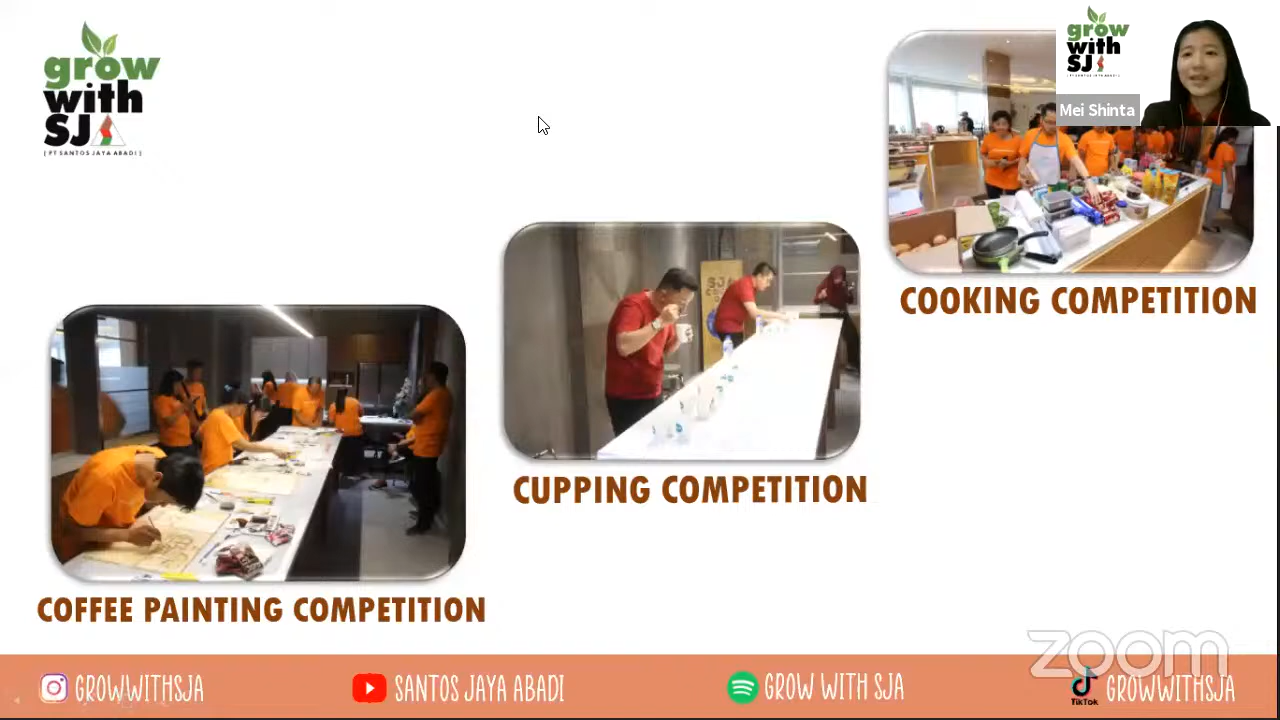 grow
with
SJA
[ PT SANTOS JAYA ABADI ]
grow
with
SJ
Mei Shinta
COOKING COMPETITION
CUPPING COMPETITION
COFFEE PAINTING COMPETITION
zoom
GROWWITHSJA
SANTOS JAYA ABADI
GROW WITH SJA
TikTok
GROWWITHSJA